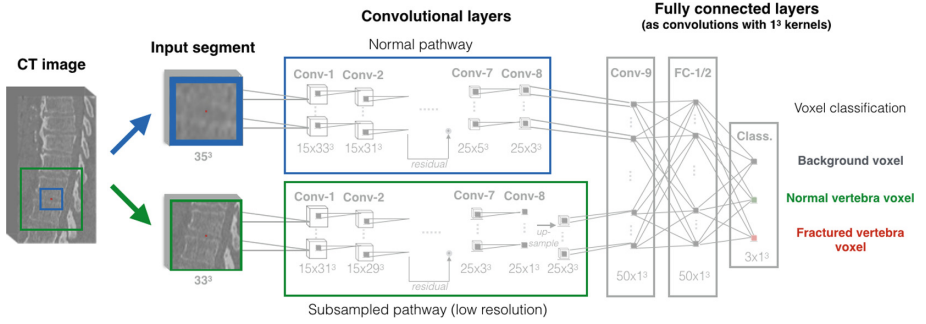 Convolutional layers
Fully connected layers
(as convolutions with 1³ kernels)
CT image
Input segment
Normal pathway
Conv-1
Conv-2
Conv-7
Conv-8
Conv-9
FC-1/2
Class.
Voxel classification
Background voxel
Normal vertebra voxel
Fractured vertebra
voxel
35³
15x33³
15x31³
residual
25x5³
25x3³
Conv-1
Conv-2
Conv-7
Conv-8
up-
sample
33³
15x31³
15x29³
residual
25x3³
25x1³
25x3³
50x1³
50x1³
3x1³
Subsampled pathway (low resolution)